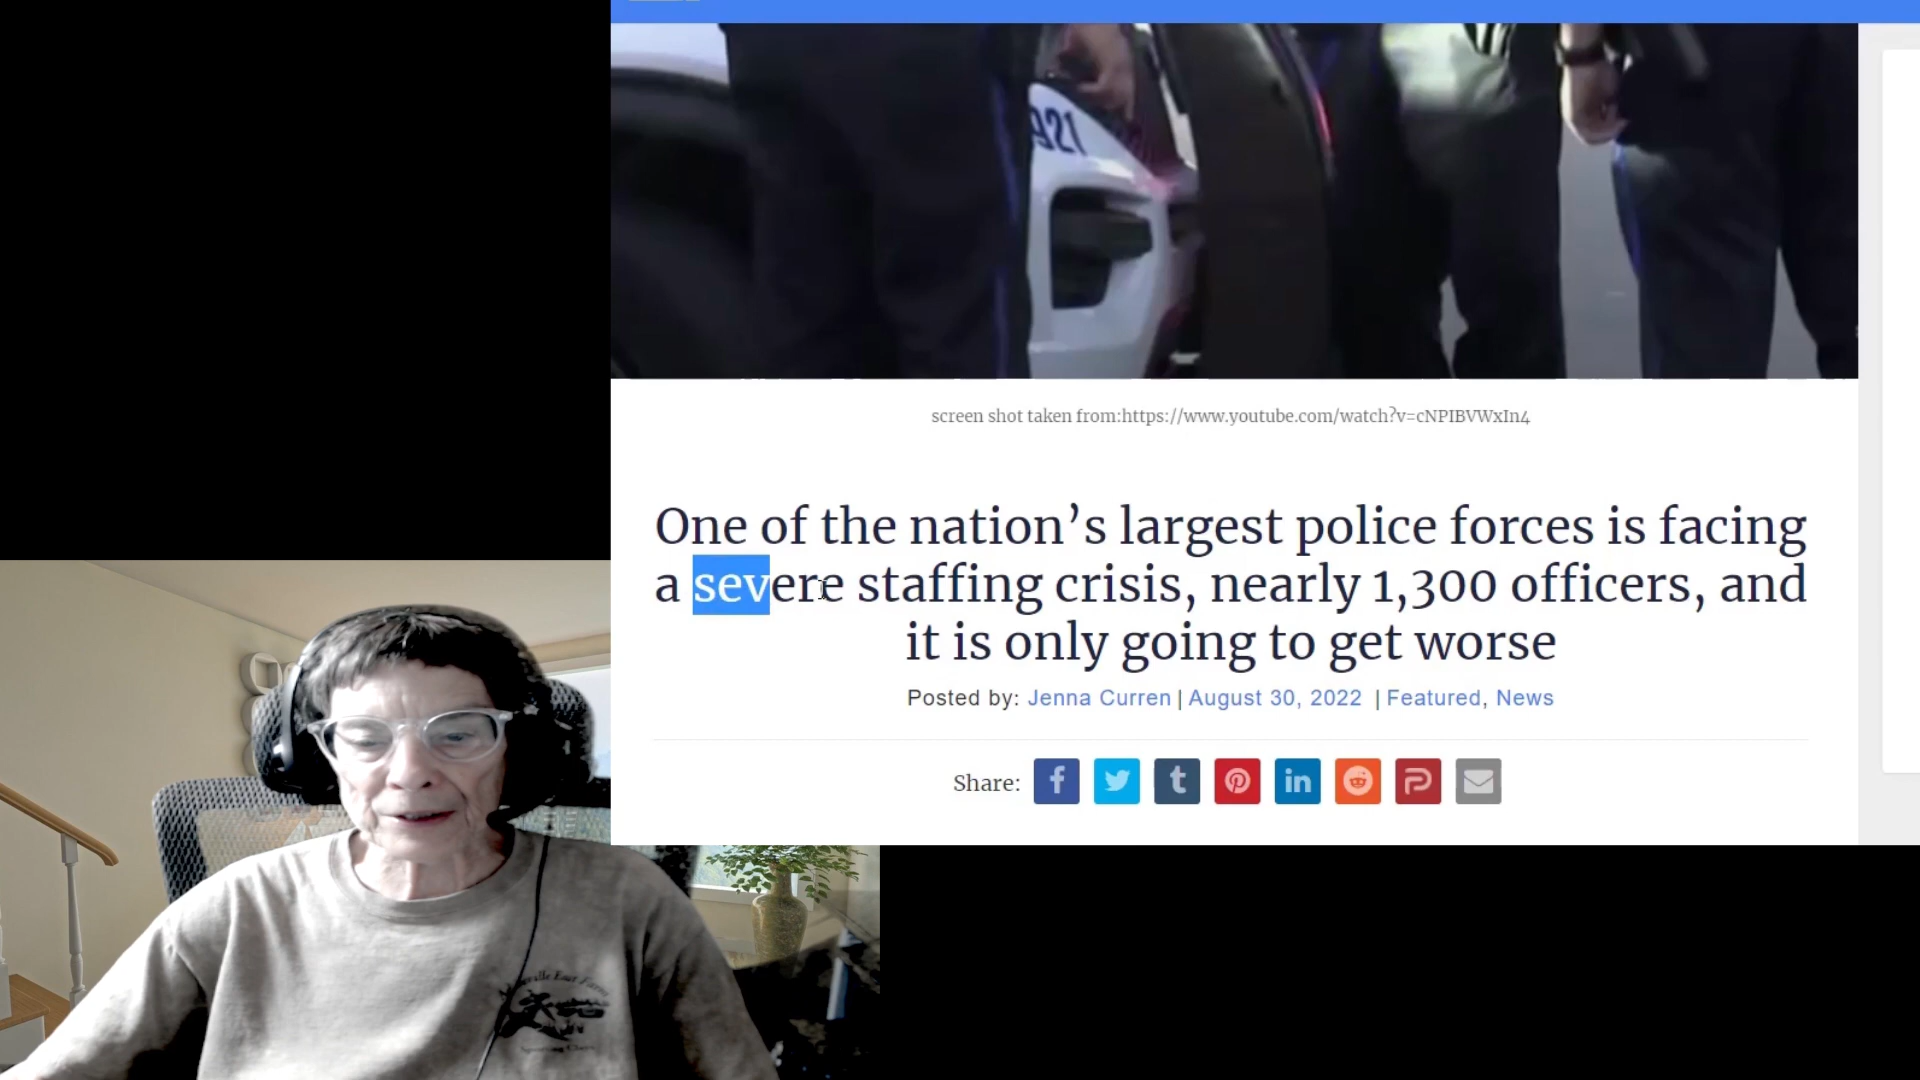 921
screen shot taken from:https://www.youtube.com/watch?v=cNPIBVWxIn4
One of the nation’s largest police forces is facing
a severe staffing crisis, nearly 1,300 officers, and
it is only going to get worse
Posted by: Jenna Curren | August 30, 2022 | Featured, News
Share: